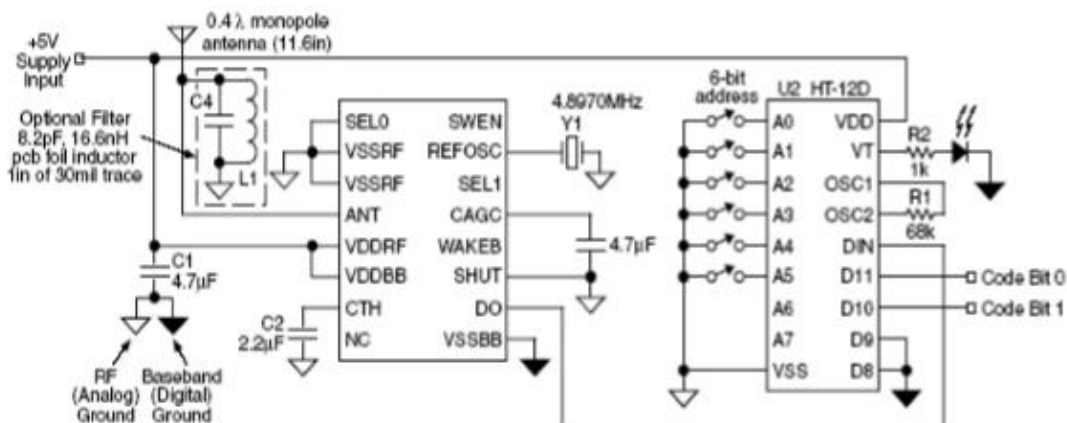 +5V
Supply
Input
0.4λ monopole
antenna (11.6in)
Optional Filter
8.2pF, 16.6nH
pcb foil inductor
1in of 30mil trace
C4
L1
C1
4.7µF
RF
(Analog)
Ground
Baseband
(Digital)
Ground
C2
2.2µF
SEL0
VSSRF
VSSRF
ANT
VDDRF
VDDBB
CTH
NC
SWEN
REFOSC
SEL1
CAGC
WAKEB
SHUT
DO
VSSBB
4.8970MHz
Y1
4.7µF
6-bit
address
U2 HT-12D
A0
A1
A2
A3
A4
A5
A6
A7
VSS
VDD
VT
OSC1
OSC2
DIN
D11
D10
D9
D8
R2
1k
R1
68k
Code Bit 0
Code Bit 1